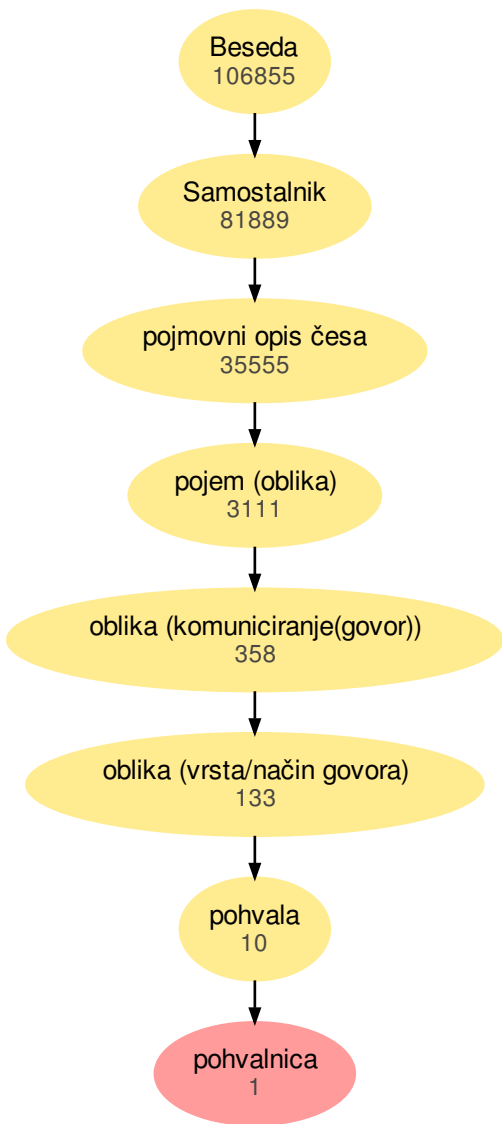 Beseda
106855
Samostalnik
81889
pojmovni opis česa
35555
pojem (oblika)
3111
oblika (komuniciranje(govor))
358
oblika (vrsta/način govora)
133
pohvala
10
pohvalnica
1